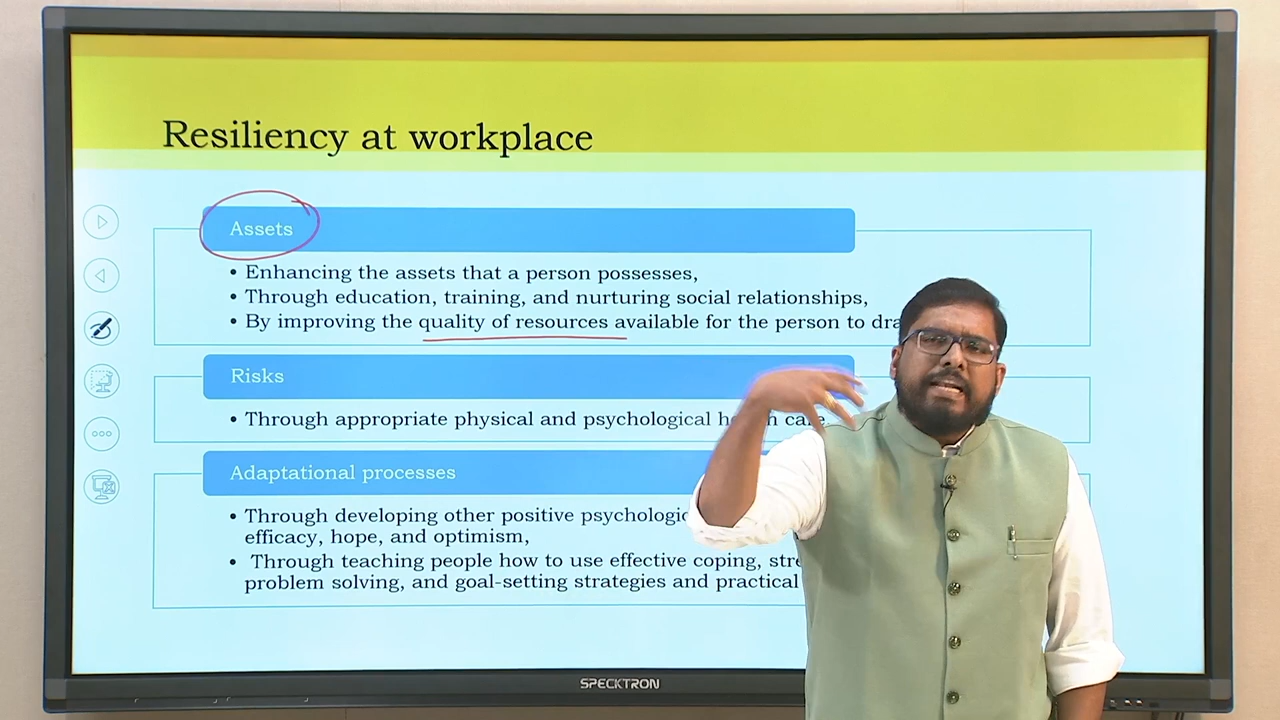 Resiliency at workplace
Assets
• Enhancing the assets that a person possesses,
• Through education, training, and nurturing social relationships,
• By improving the quality of resources available for the person to
Risks
• Through appropriate physical and psychological care
Adaptational processes
• Through developing other positive
efficacy, hope, and optimism,
• Through teaching people how to use effective coping,
problem solving, and goal-setting strategies and practical
SPECKTRON